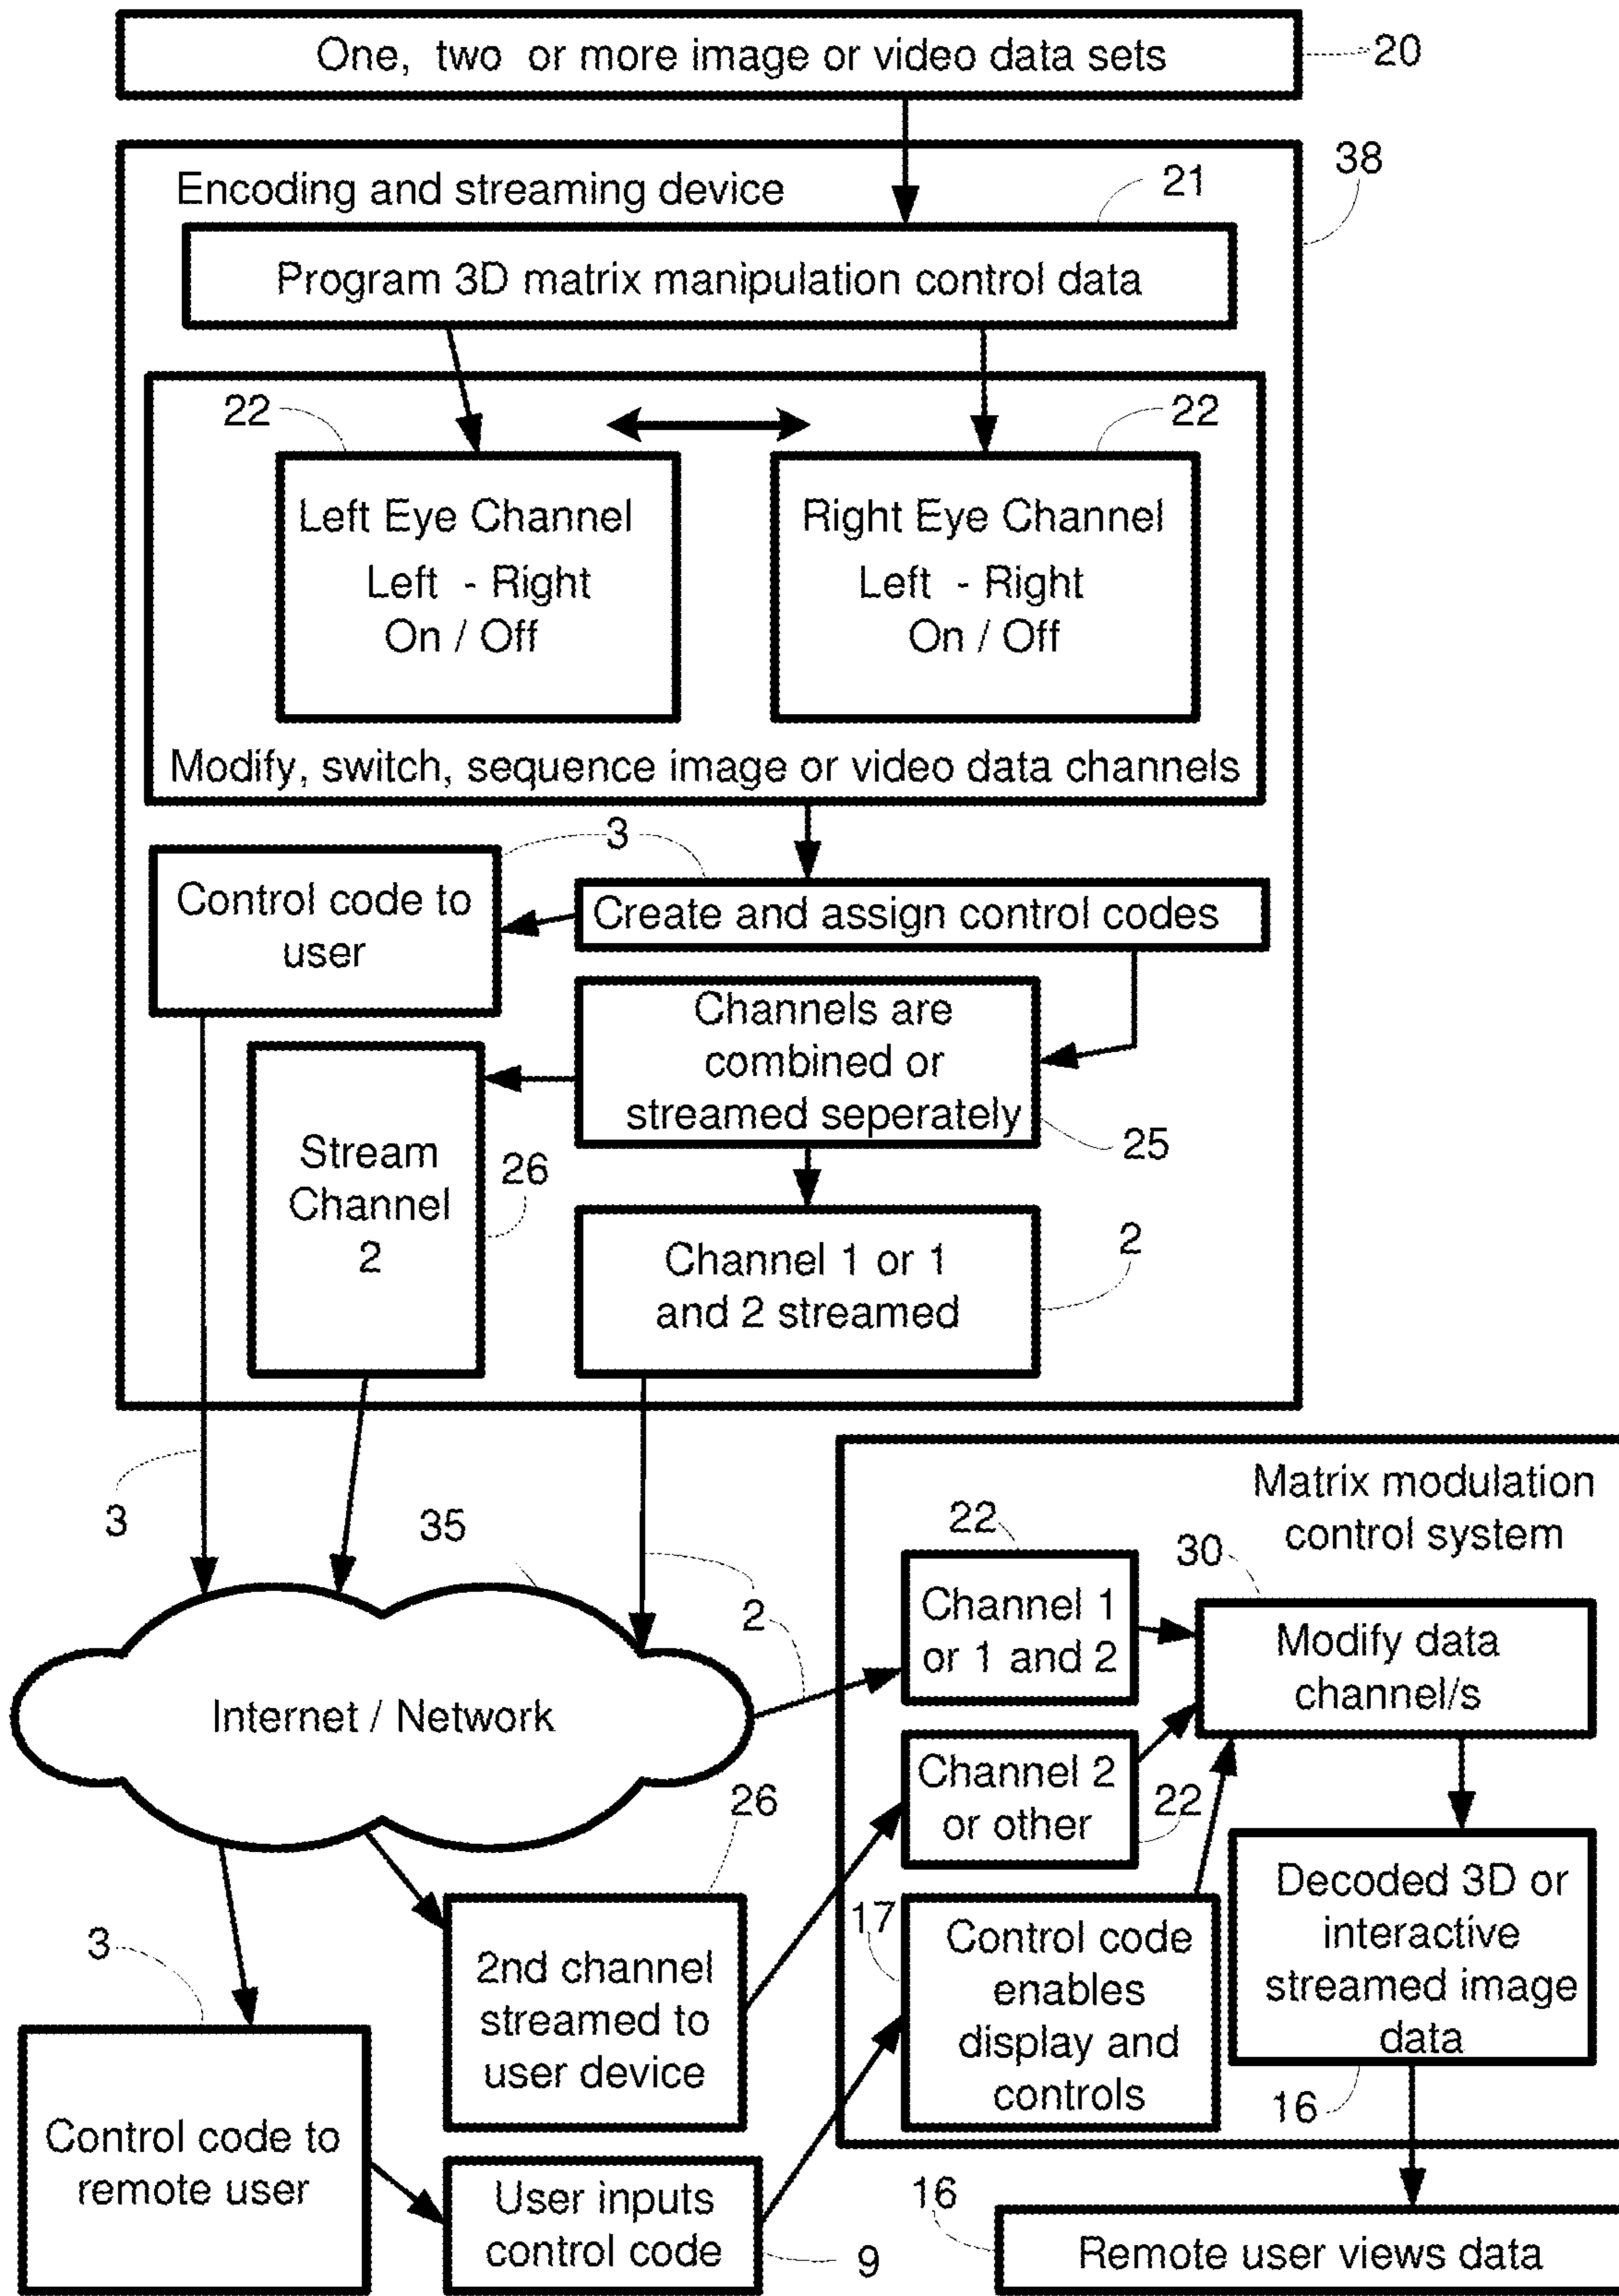 One, two or more image or video data sets
20
38
Encoding and streaming device
21
Program 3D matrix manipulation control data
22
22
Left Eye Channel
Left - Right
On / Off
Right Eye Channel
Left - Right
On / Off
Modify, switch, sequence image or video data channels
3
Control code to
user
Create and assign control codes
Channels are
combined or
streamed seperately
25
Stream
Channel
2
26
Channel 1 or 1
and 2 streamed
2
3
35
2
Internet / Network
Matrix modulation
control system
22
30
Channel 1
or 1 and 2
Modify data
channel/s
Channel 2
or other
22
26
17
Control code
enables
display and
controls
Decoded 3D or
interactive
streamed image
data
16
3
2nd channel
streamed to
user device
Control code to
remote user
User inputs
control code
9
16
Remote user views data